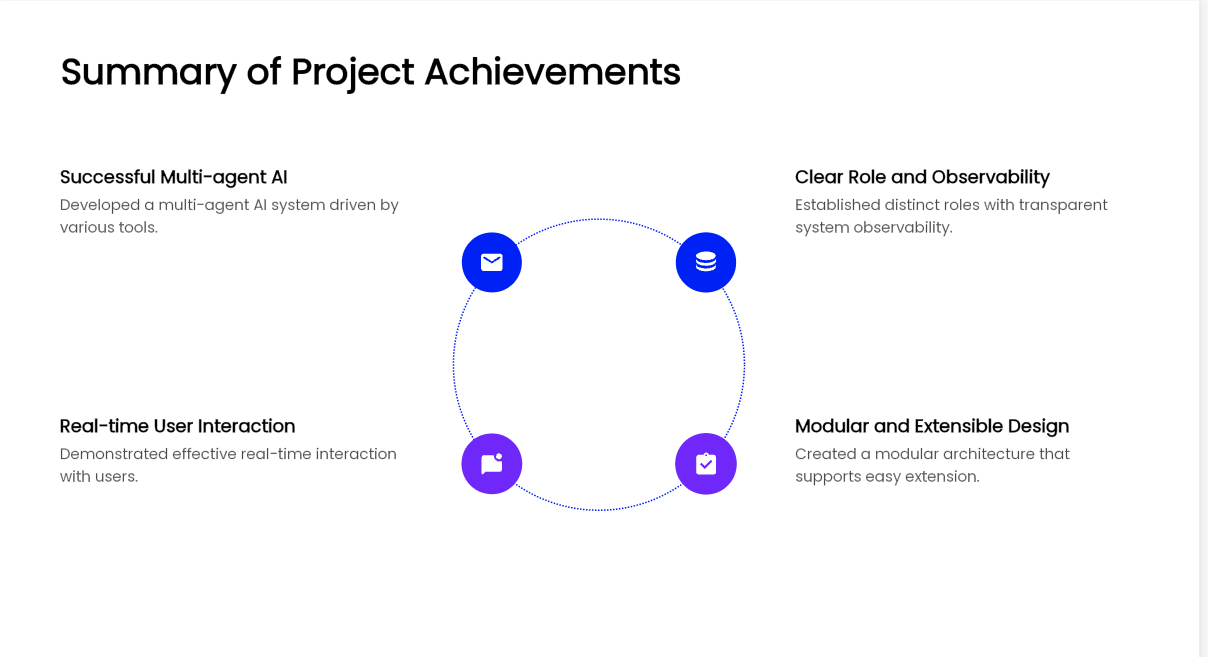 Summary of Project Achievements
Successful Multi-agent AI
Developed a multi-agent AI system driven by
various tools.
Clear Role and Observability
Established distinct roles with transparent
system observability.
Real-time User Interaction
Demonstrated effective real-time interaction
with users.
Modular and Extensible Design
Created a modular architecture that
supports easy extension.